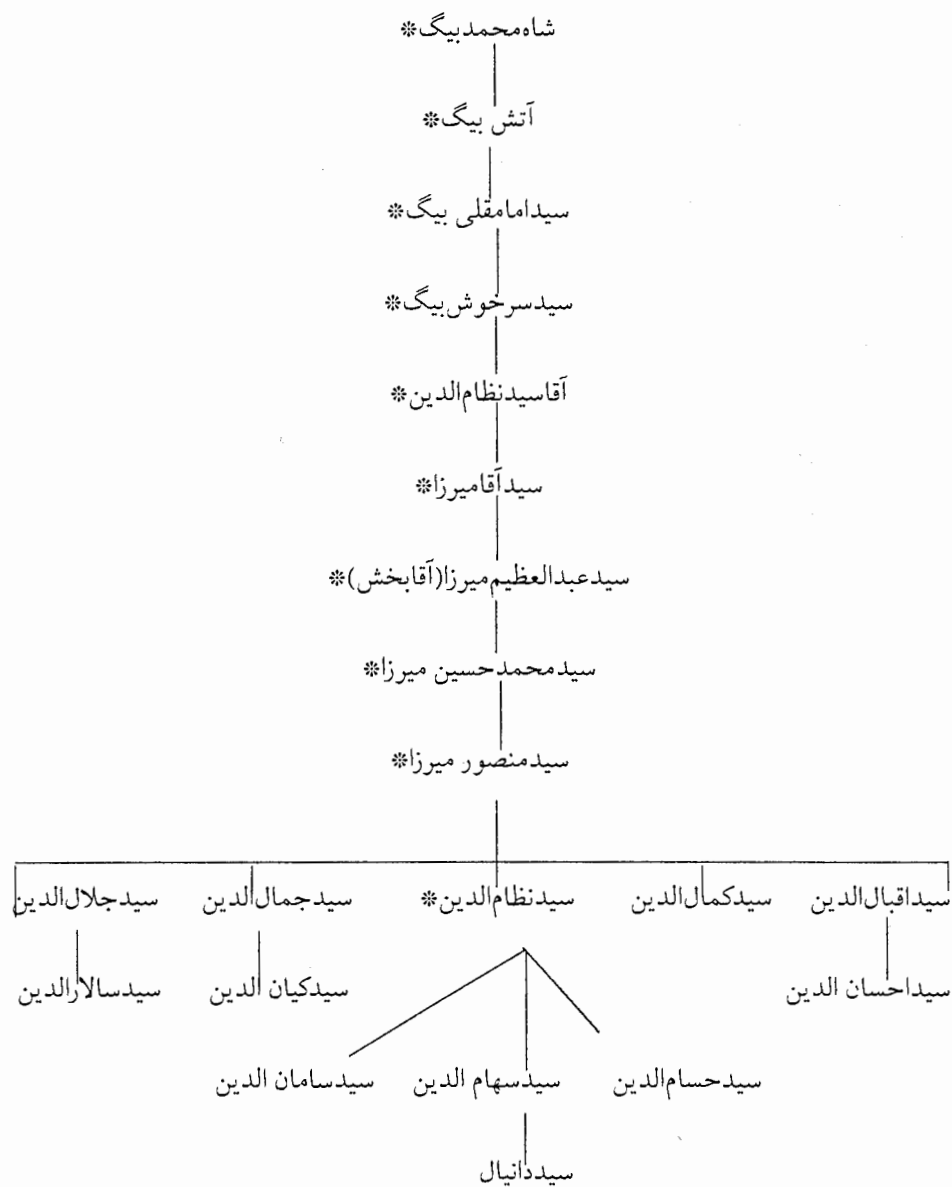 شاه‌محمدبیگ*
آتش بیگ*
سیدامامقلی بیگ*
سیدسرخوش‌بیگ*
آقاسیدنظام‌الدین*
سیدآقامیرزا*
سیدعبدالعظیم‌میرزا(آقابخش)*
سیدمحمدحسین میرزا*
سیدمنصور میرزا*
سیداقبال‌الدین سیدکمال‌الدین سیدنظام‌الدین* سیدجمال‌الدین سیدجلال‌الدین
سیداحسان الدین سیدکیان الدین سیدسالارالدین
سیدحسام‌الدین سیدسهام الدین سیدسامان الدین
سیددانیال